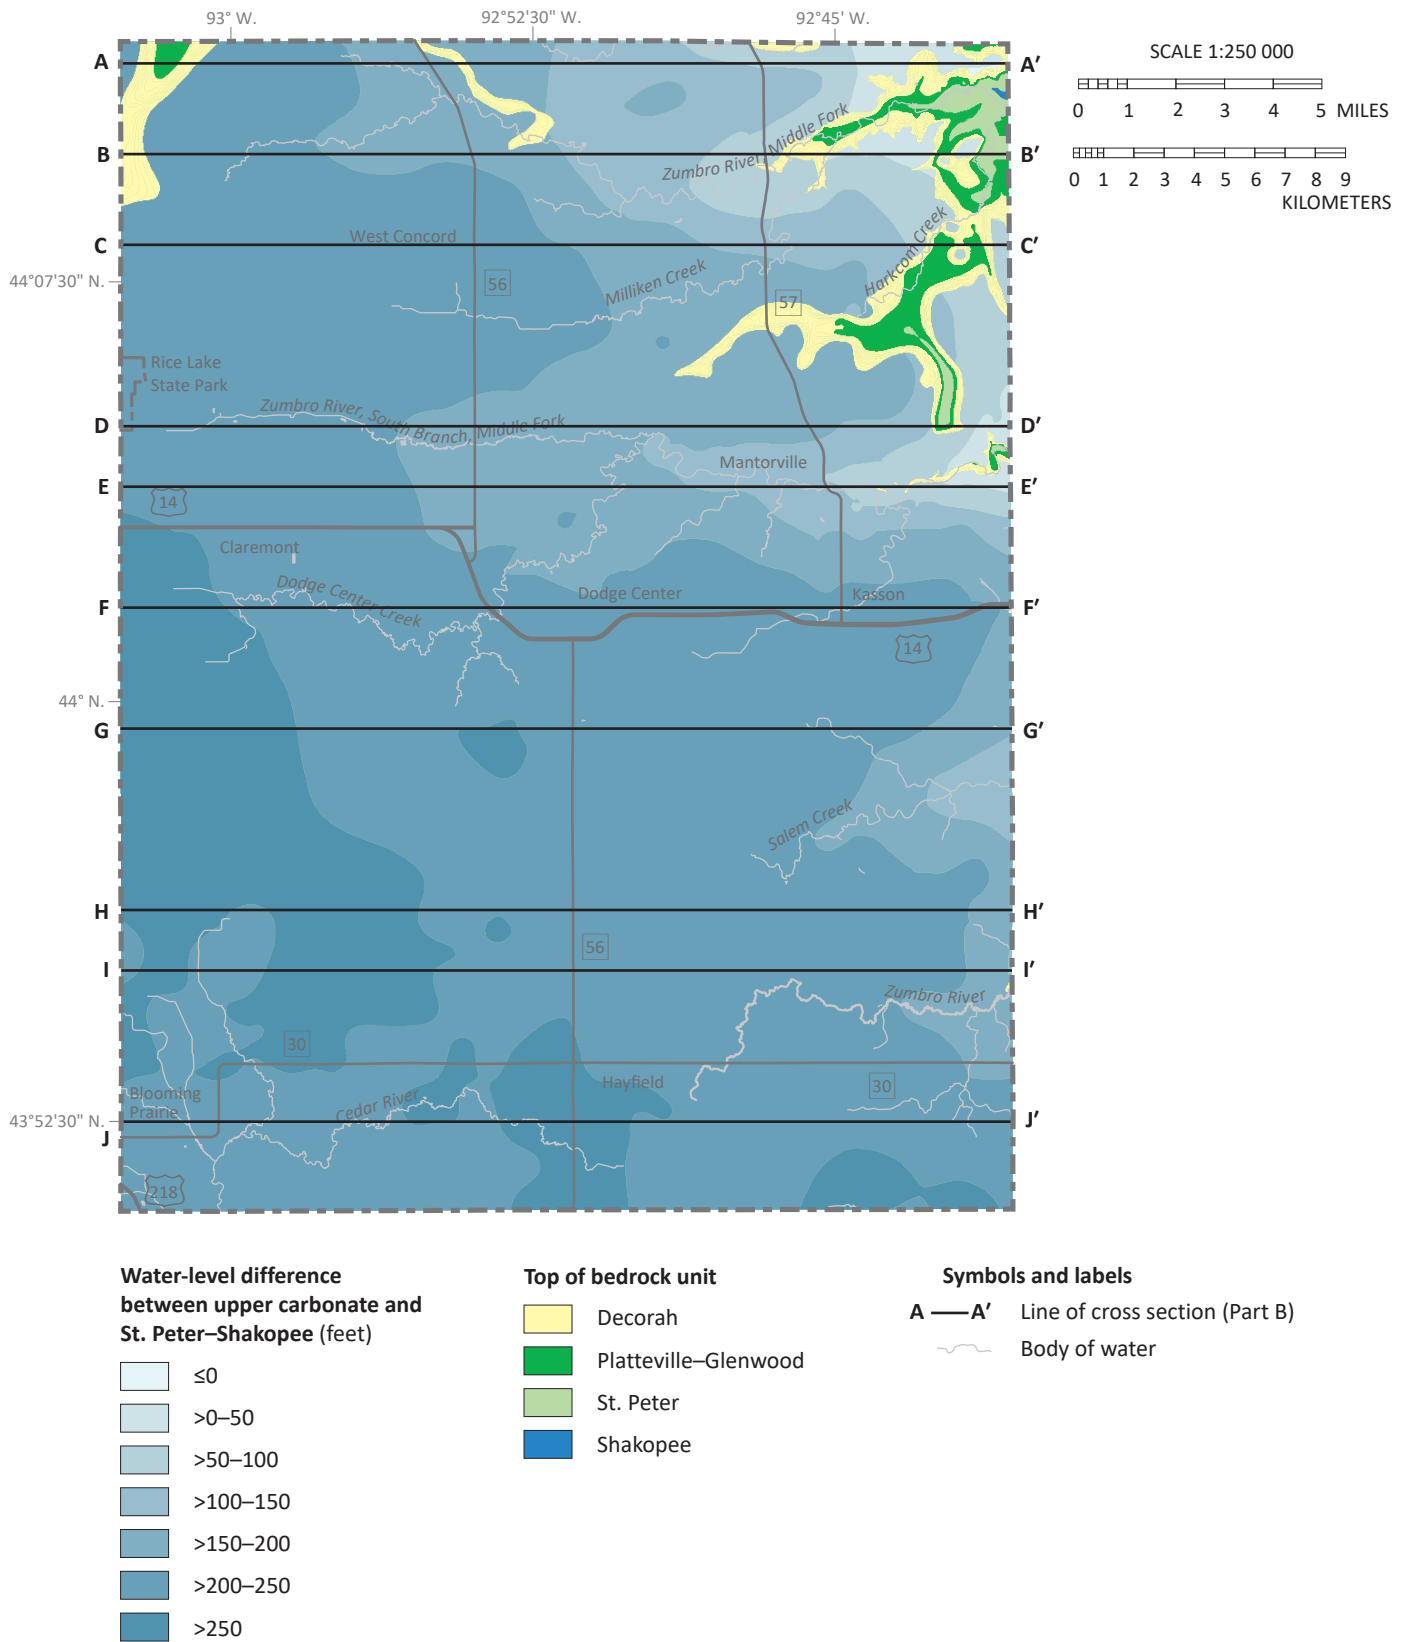 93° W.
92°52'30" W.
92°45' W.
SCALE 1:250 000
0 1 2 3 4 5 MILES
0 1 2 3 4 5 6 7 8 9
KILOMETERS
A A′
Zumbro River, Middle Fork
B B′
West Concord
C C′
Harkcom Creek
44°07'30" N.
56
Milliken Creek
57
Rice Lake
State Park
Zumbro River, South Branch, Middle Fork
D D′
Mantorville
E E′
14
Claremont
Dodge Center Creek
Dodge Center
Kasson
F F′
14
44° N.
G G′
Salem Creek
H H′
56
I I′
Zumbro River
30
Hayfield
30
Blooming
Prairie
Cedar River
43°52'30" N.
J J′
218
Water-level difference
between upper carbonate and
St. Peter–Shakopee (feet)
≤0
>0–50
>50–100
>100–150
>150–200
>200–250
>250
Top of bedrock unit
Decorah
Platteville–Glenwood
St. Peter
Shakopee
Symbols and labels
A A′ Line of cross section (Part B)
Body of water